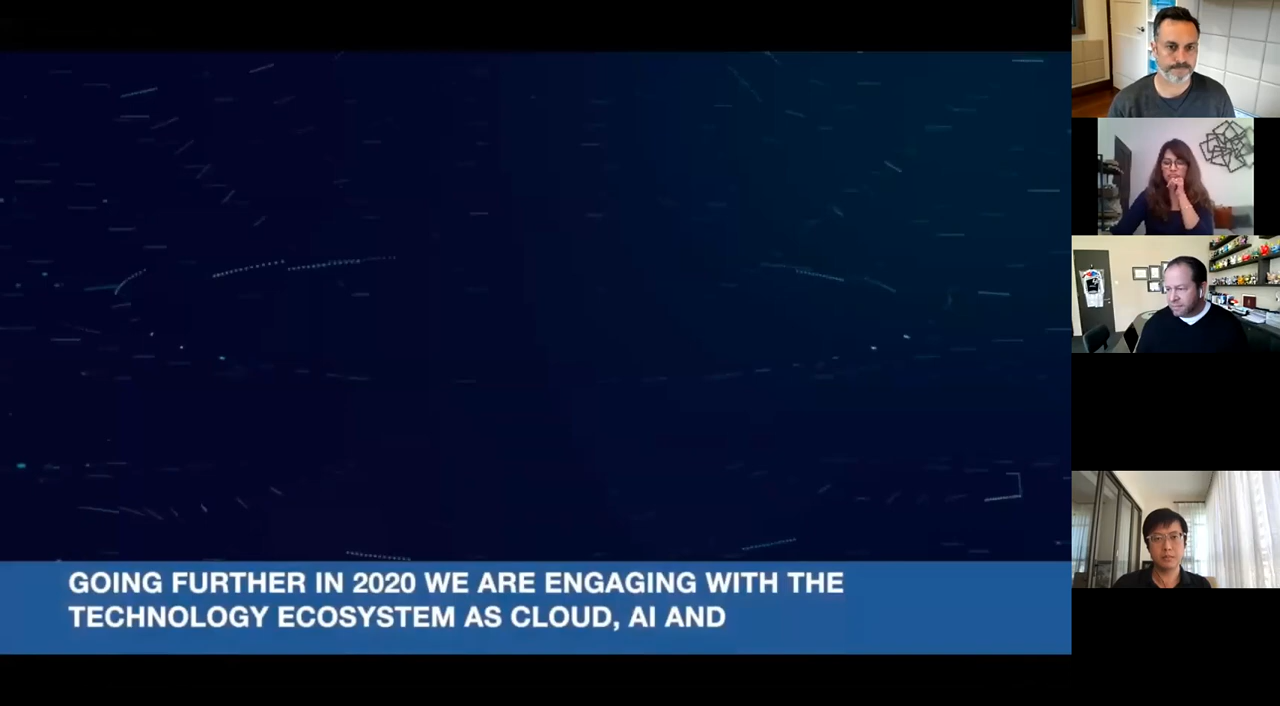 GOING FURTHER IN 2020 WE ARE ENGAGING WITH THE
TECHNOLOGY ECOSYSTEM AS CLOUD, AI AND